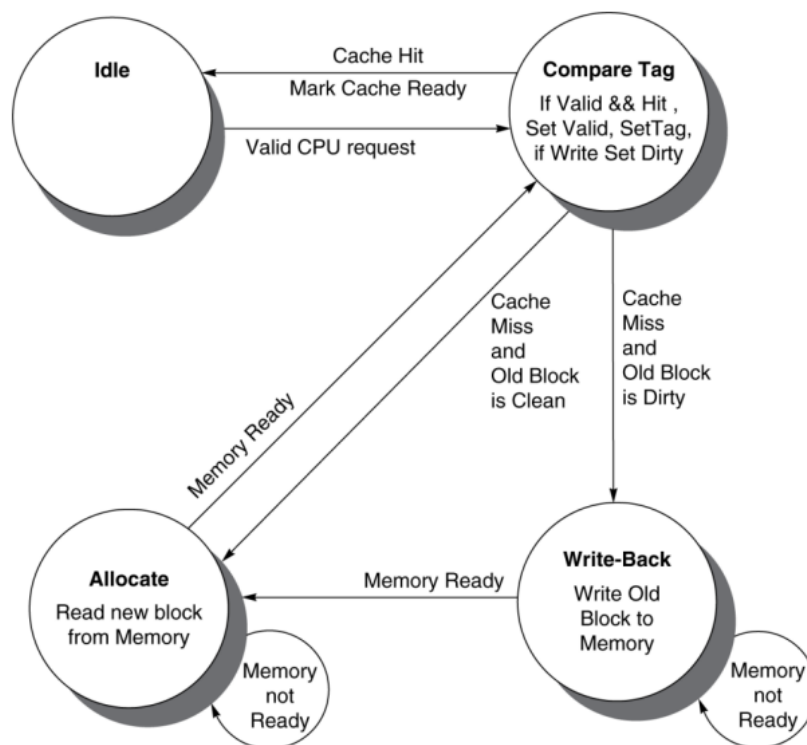 Idle
Cache Hit
Mark Cache Ready
Valid CPU request
Compare Tag
If Valid && Hit ,
Set Valid, SetTag,
if Write Set Dirty
Cache
Miss
and
Old Block
is Clean
Cache
Miss
and
Old Block
is Dirty
Memory Ready
Allocate
Read new block
from Memory
Memory
not
Ready
Memory Ready
Write-Back
Write Old
Block to
Memory
Memory
not
Ready